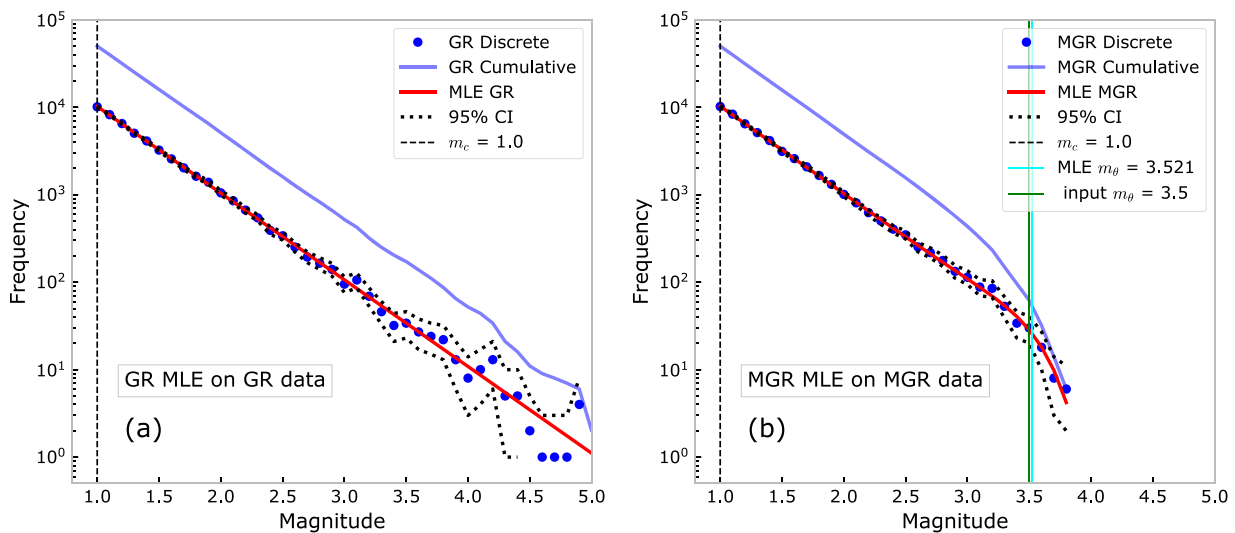 GR Discrete
GR Cumulative
MLE GR
95% CI
m_c = 1.0
10^5
10^4
10^3
10^2
10^1
10^0
Frequency
GR MLE on GR data
(a)
1.0 1.5 2.0 2.5 3.0 3.5 4.0 4.5 5.0
Magnitude
MGR Discrete
MGR Cumulative
MLE MGR
95% CI
m_c = 1.0
MLE m_θ = 3.521
input m_θ = 3.5
10^5
10^4
10^3
10^2
10^1
10^0
Frequency
MGR MLE on MGR data
(b)
1.0 1.5 2.0 2.5 3.0 3.5 4.0 4.5 5.0
Magnitude